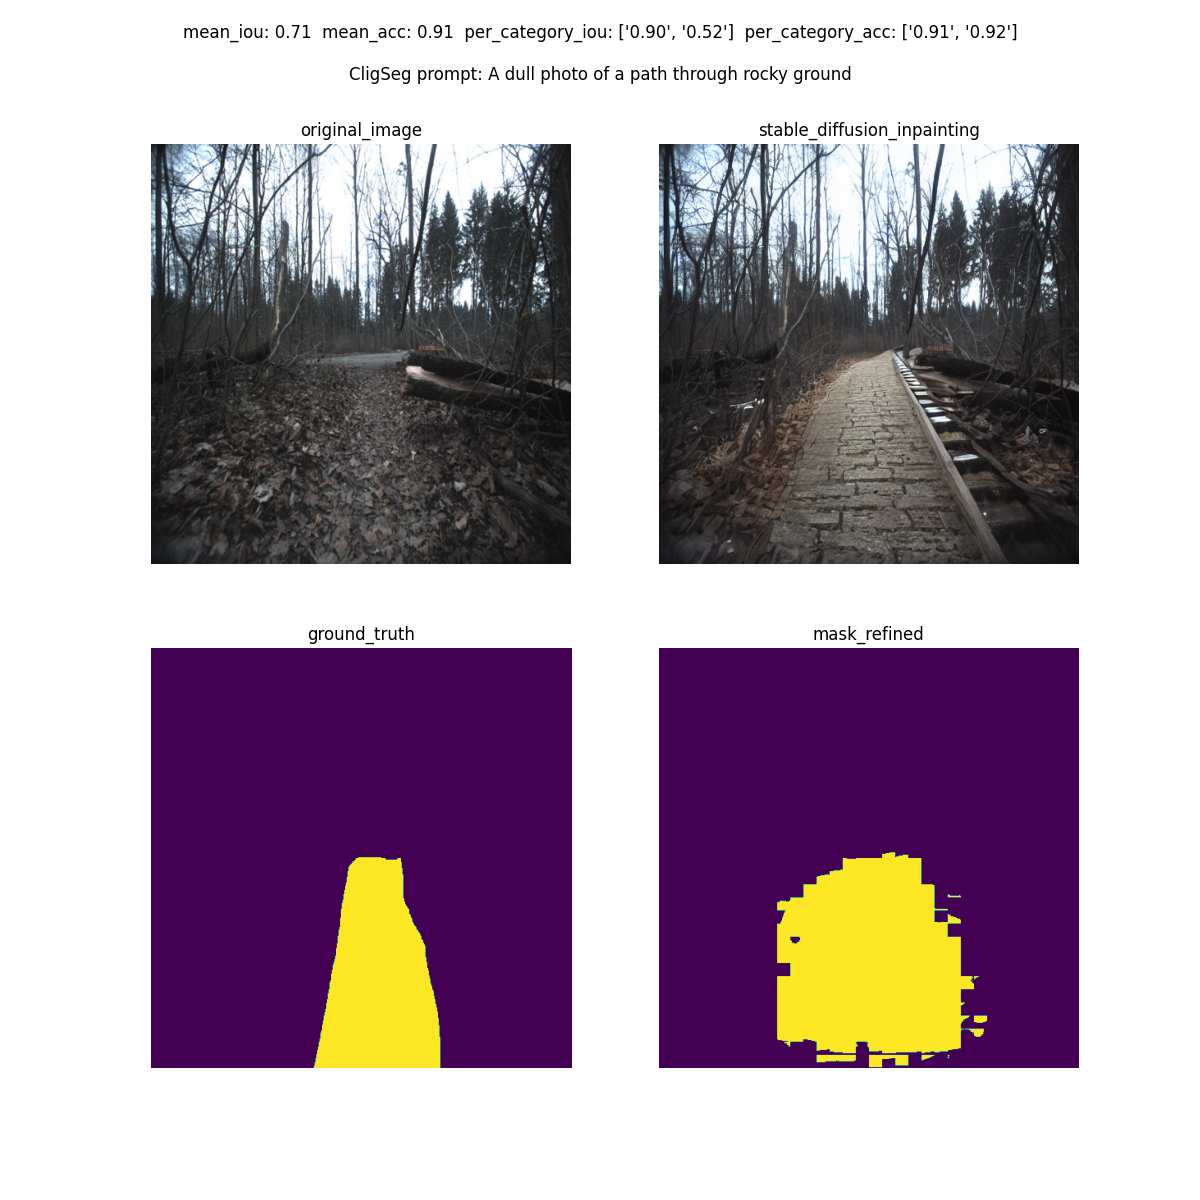 mean_iou: 0.71  mean_acc: 0.91  per_category_iou: ['0.90', '0.52']  per_category_acc: ['0.91', '0.92']
CligSeg prompt: A dull photo of a path through rocky ground
original_image
stable_diffusion_inpainting
ground_truth
mask_refined